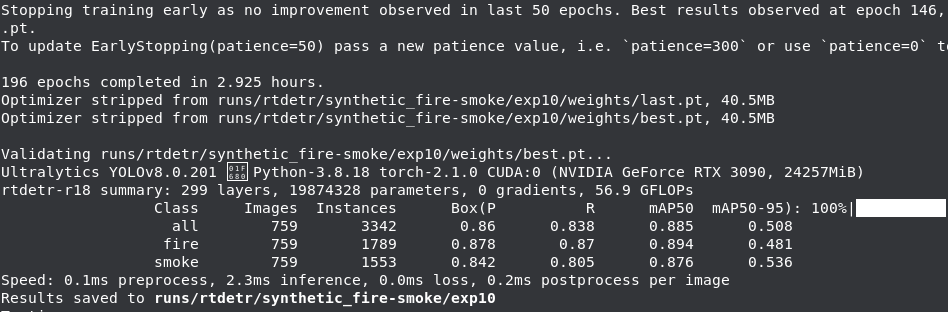 Stopping training early as no improvement observed in last 50 epochs. Best results observed at epoch 146,
.pt.
To update EarlyStopping(patience=50) pass a new patience value, i.e. `patience=300` or use `patience=0` t
196 epochs completed in 2.925 hours.
Optimizer stripped from runs/rtdetr/synthetic_fire-smoke/exp10/weights/last.pt, 40.5MB
Optimizer stripped from runs/rtdetr/synthetic_fire-smoke/exp10/weights/best.pt, 40.5MB
Validating runs/rtdetr/synthetic_fire-smoke/exp10/weights/best.pt...
Ultralytics YOLOv8.0.201 🚀 Python-3.8.18 torch-2.1.0 CUDA:0 (NVIDIA GeForce RTX 3090, 24257MiB)
rtdetr-r18 summary: 299 layers, 19874328 parameters, 0 gradients, 56.9 GFLOPs
Class Images Instances Box(P R mAP50 mAP50-95): 100%|
all 759 3342 0.86 0.838 0.885 0.508
fire 759 1789 0.878 0.87 0.894 0.481
smoke 759 1553 0.842 0.805 0.876 0.536
Speed: 0.1ms preprocess, 2.3ms inference, 0.0ms loss, 0.2ms postprocess per image
Results saved to runs/rtdetr/synthetic_fire-smoke/exp10